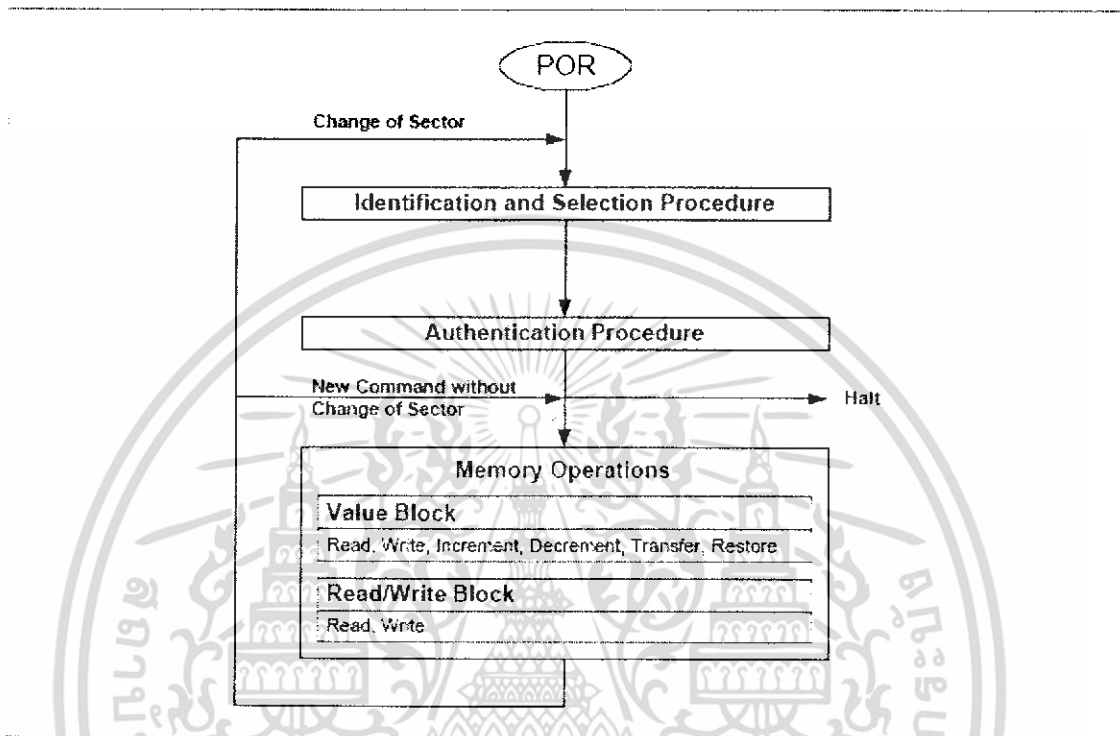 POR
Change of Sector
Identification and Selection Procedure
Authentication Procedure
New Command without
Change of Sector
Halt
Memory Operations
Value Block
Read, Write, Increment, Decrement, Transfer, Restore
Read/Write Block
Read, Write